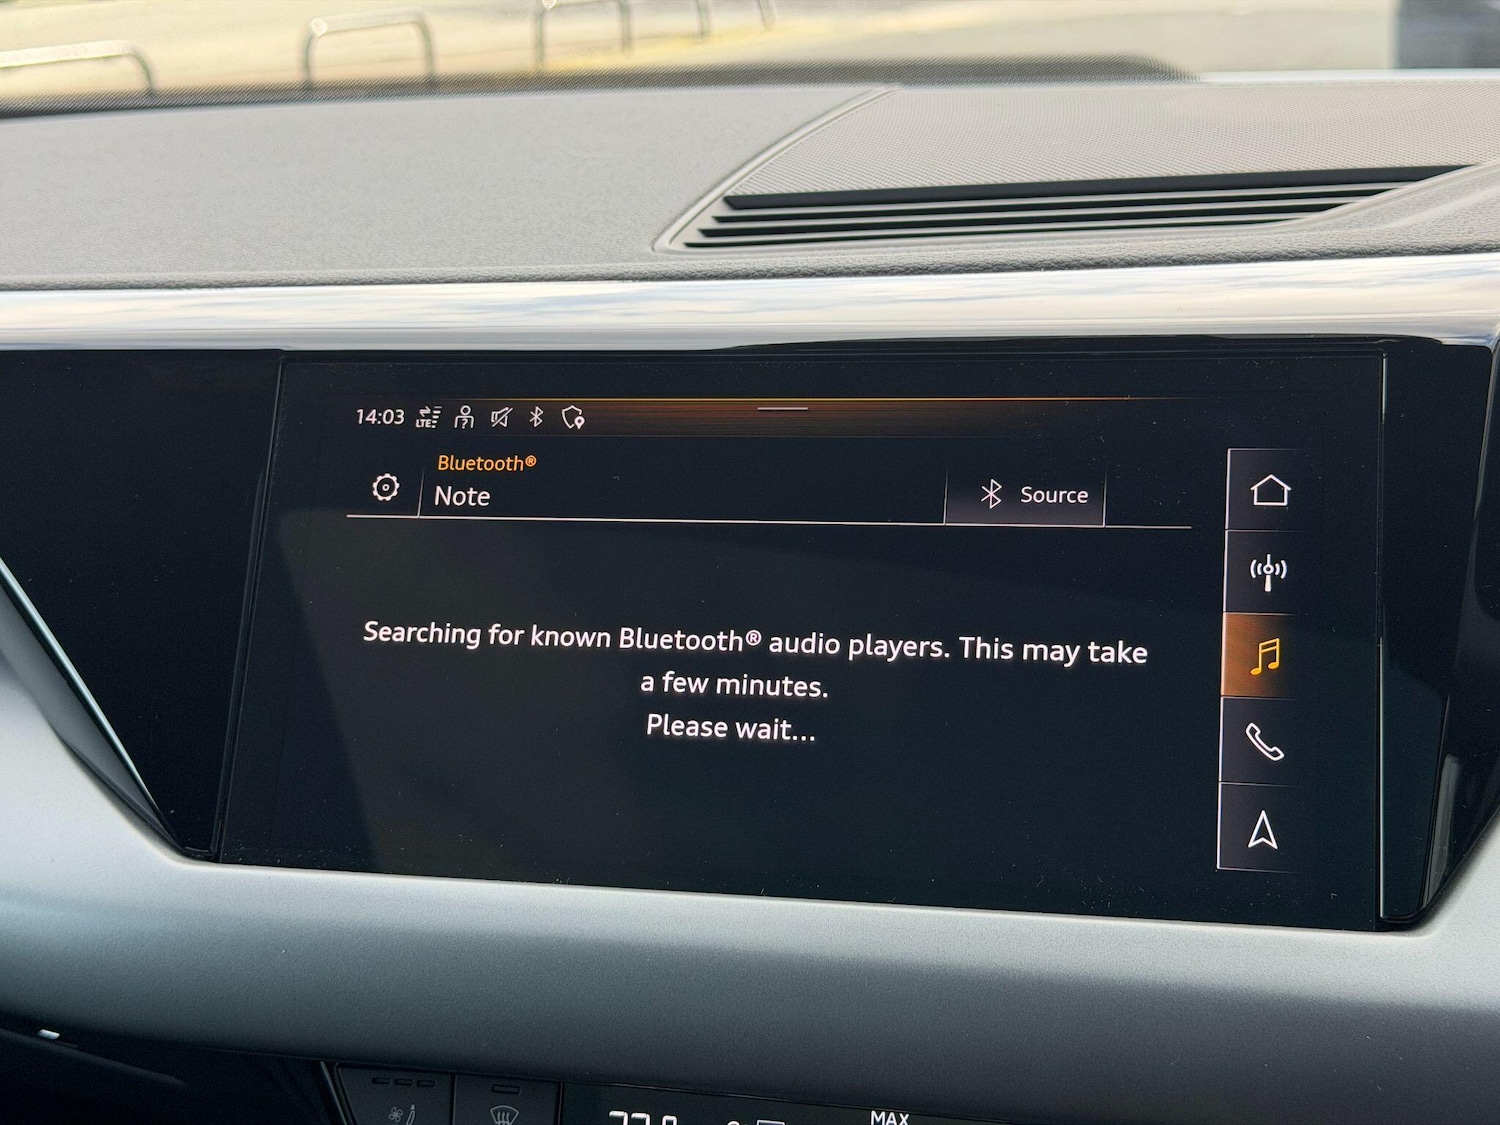 14:03 LTE
Bluetooth®
Note
Source
Searching for known Bluetooth® audio players. This may take
a few minutes.
Please wait...
MAX